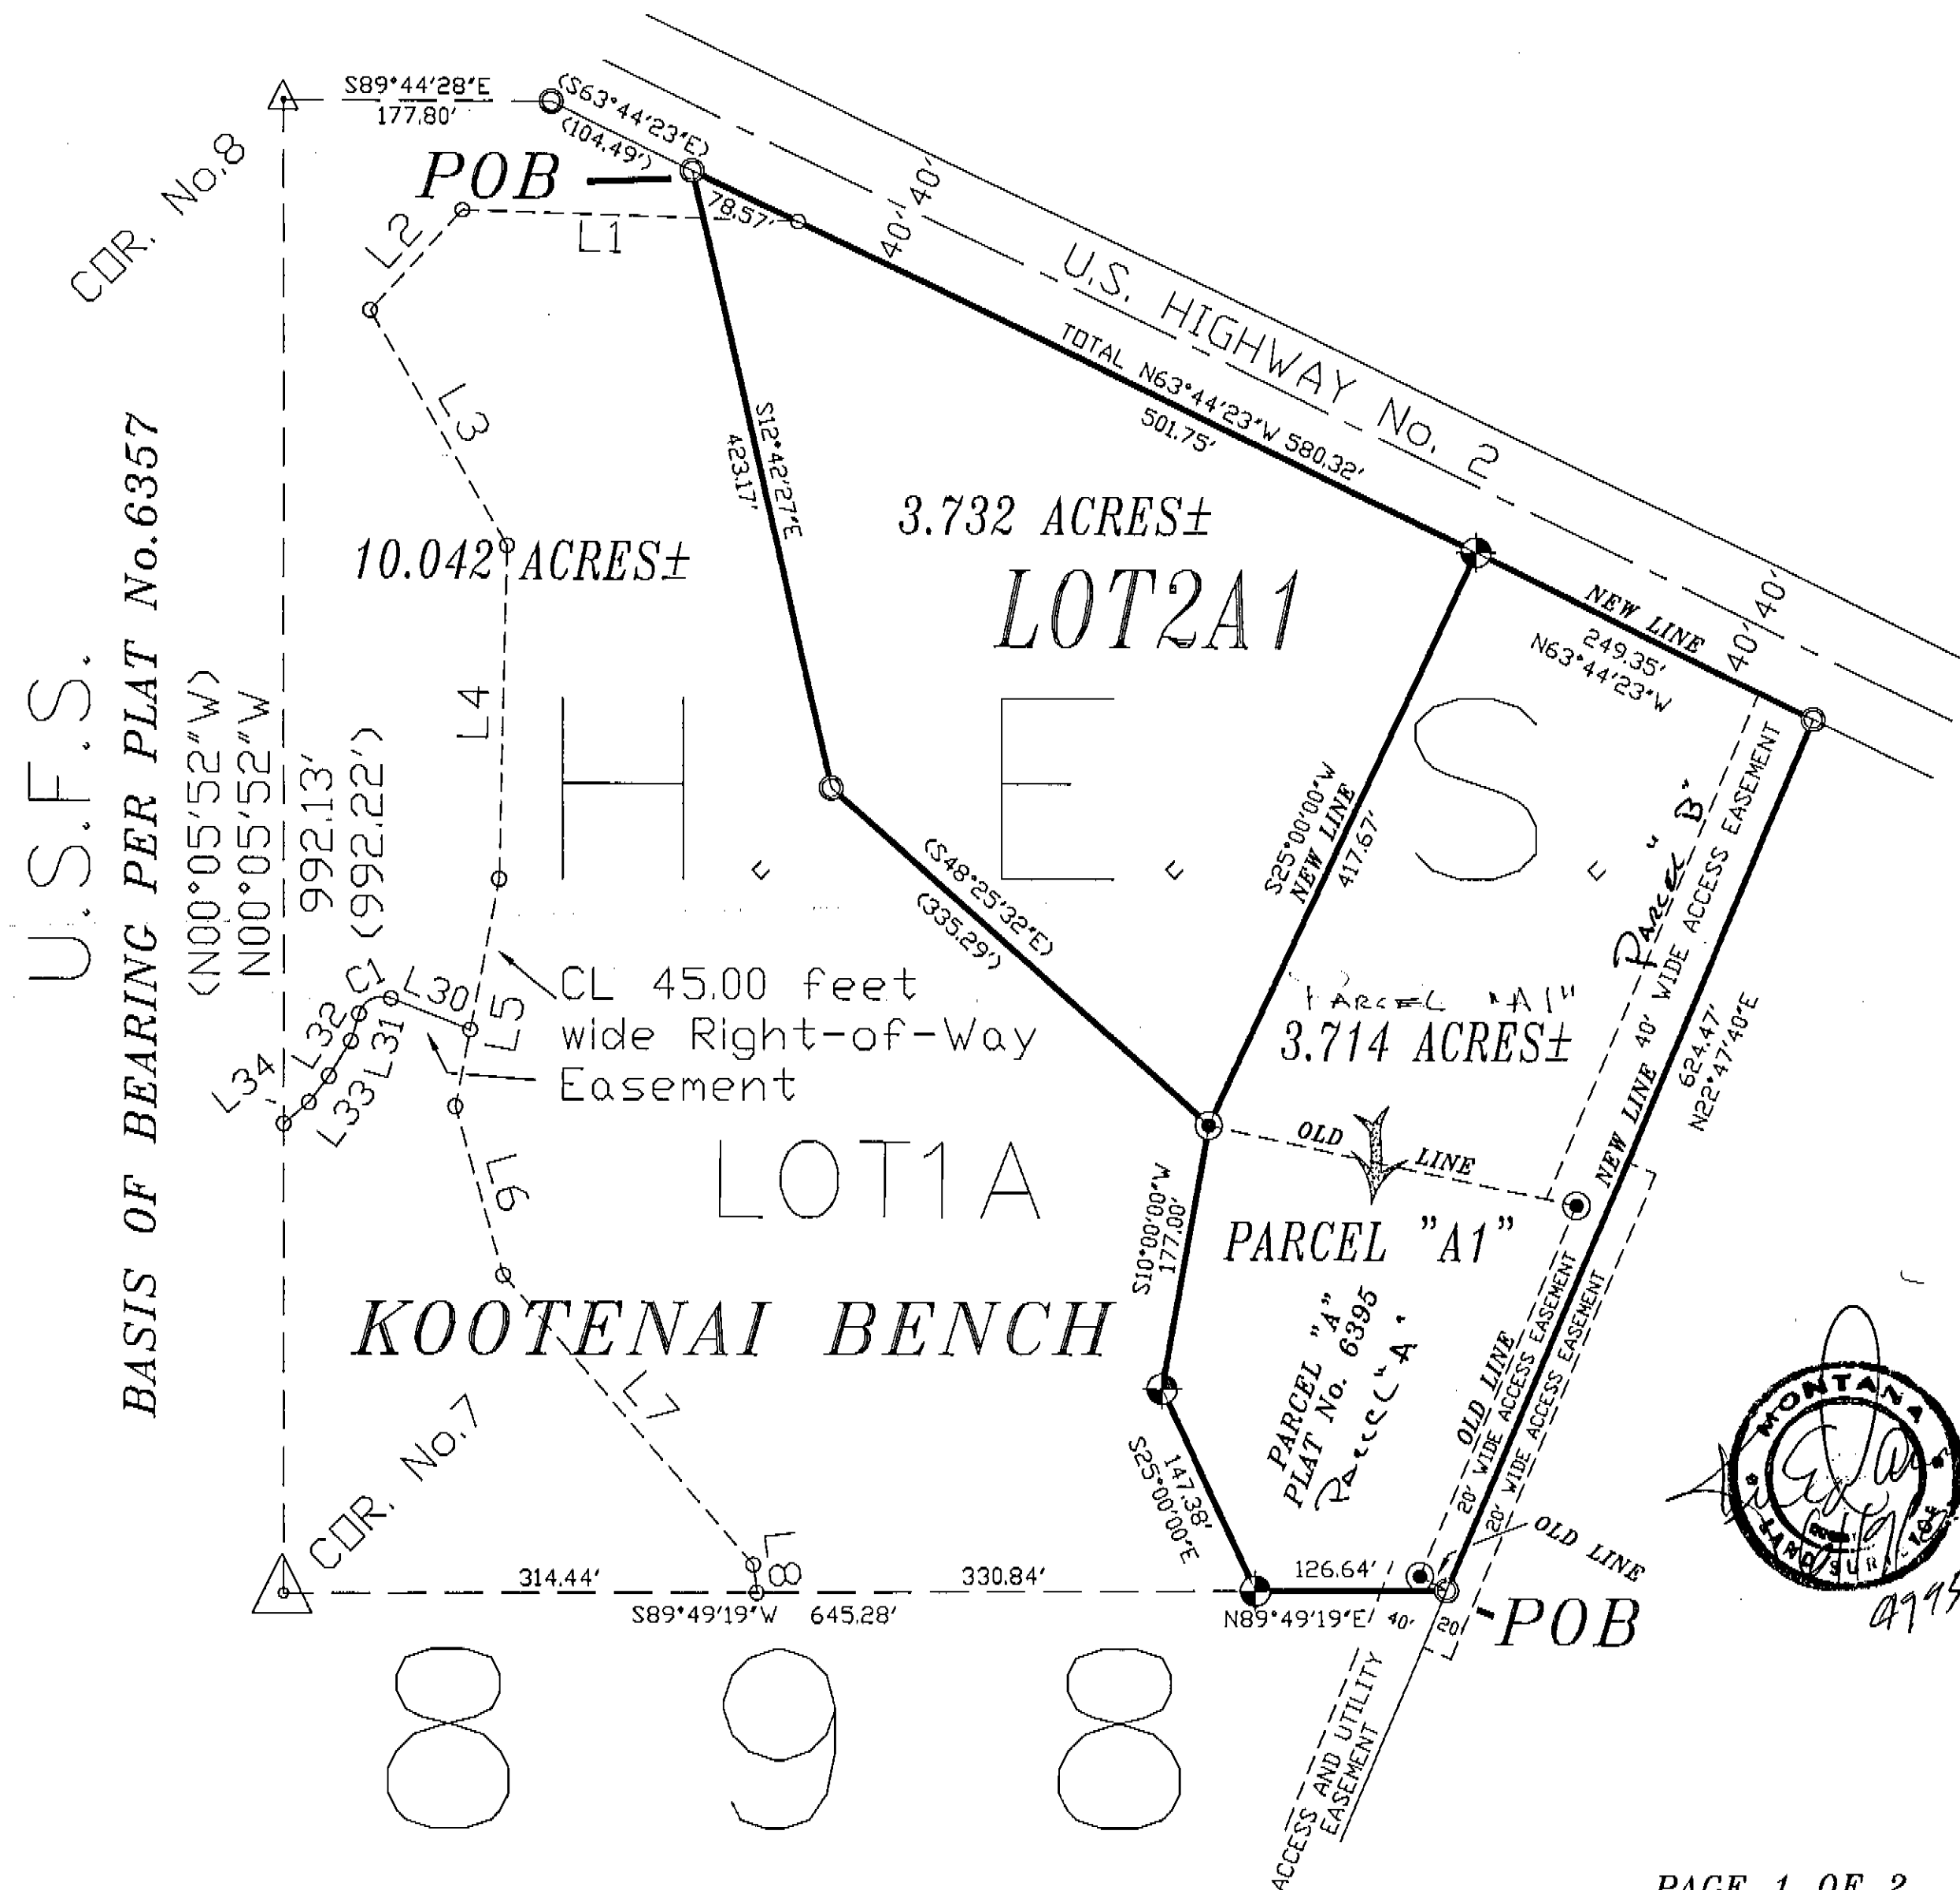 S89°44'28"E
177.80'
(S63°44'23"E)
(104.49')
COR. No.8
POB
78.57'
40' 40'
L2
L1
U.S. HIGHWAY No. 2
TOTAL N63°44'23"W 580.32'
501.75'
L3
S12°42'27"E
423.17'
3.732 ACRES±
LOT2A1
10.042 ACRES±
NEW LINE
249.35'
N63°44'23"W
40' 40'
U.S.F.S.
BASIS OF BEARING PER PLAT No.6357
(N00°05'52"W)
N00°05'52"W
992.13'
(992.22')
L4
H. E. S.
S25°00'00"W
NEW LINE
417.67'
PARCEL "B"
40' WIDE ACCESS EASEMENT
(S48°25'32"E)
(335.29')
C1
L30
L5
L32
L31
L34
L33
CL 45.00 feet
wide Right-of-Way
Easement
PARCEL "A1"
3.714 ACRES±
NEW LINE
624.47'
N22°47'40"E
OLD LINE
L6
LOT1A
S10°00'00"W
177.00'
PARCEL "A1"
KOOTENAI BENCH
PARCEL "A"
PLAT No. 6395
Parcel "A"
OLD LINE
20' WIDE ACCESS EASEMENT
20' WIDE ACCESS EASEMENT
L7
COR. No.7
147.38'
S25°00'00"E
OLD LINE
MONTANA
L8
314.44'
330.84'
126.64'
S89°49'19"W 645.28'
N89°49'19"E
40'
20'
POB
898
ACCESS AND UTILITY
EASEMENT
PAGE 1 OF 2